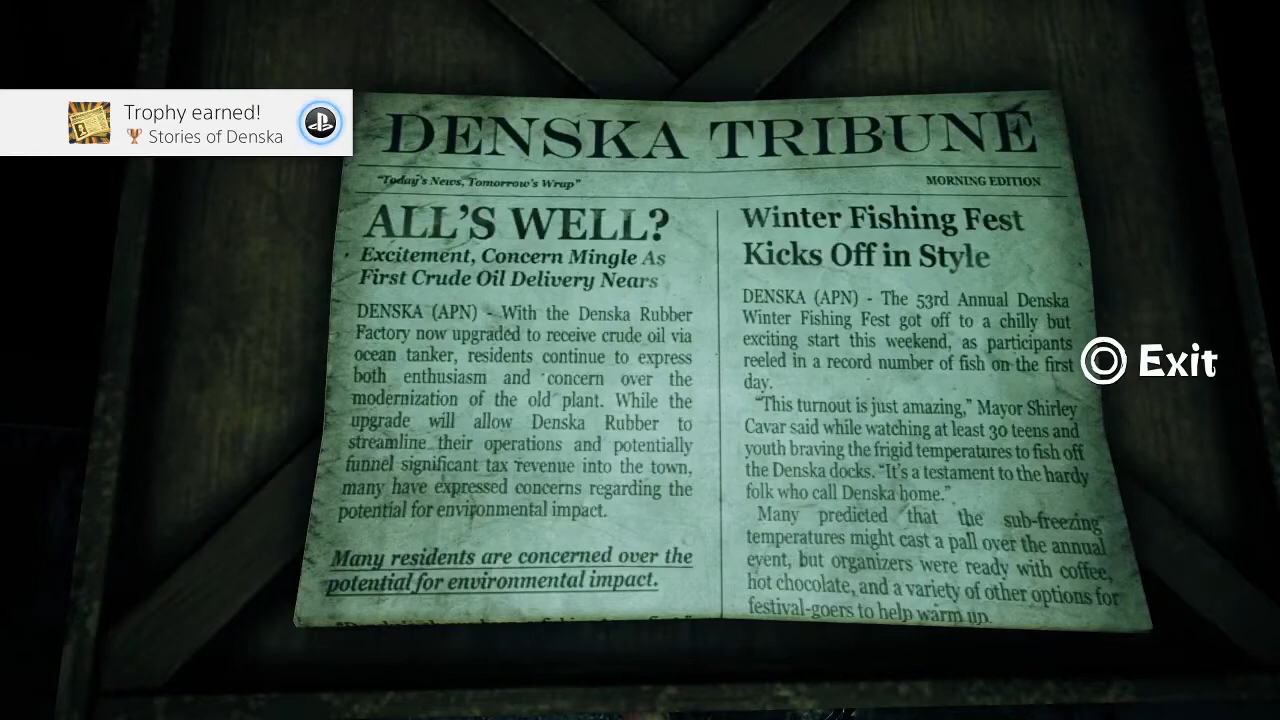 Trophy earned!
Stories of Denska
DENSKA TRIBUNE
"Today's News, Tomorrow's Wrap"
MORNING EDITION
ALL'S WELL?
Excitement, Concern Mingle As
First Crude Oil Delivery Nears
DENSKA (APN) - With the Denska Rubber
Factory now upgraded to receive crude oil via
ocean tanker, residents continue to express
both enthusiasm and concern over the
modernization of the old plant. While the
upgrade will allow Denska Rubber to
streamline their operations and potentially
funnel significant tax revenue into the town,
many have expressed concerns regarding the
potential for environmental impact.
Many residents are concerned over the
potential for environmental impact.
Winter Fishing Fest
Kicks Off in Style
DENSKA (APN) - The 53rd Annual Denska
Winter Fishing Fest got off to a chilly but
exciting start this weekend, as participants
reeled in a record number of fish on the first
day.
"This turnout is just amazing," Mayor Shirley
Cavar said while watching at least 30 teens and
youth braving the frigid temperatures to fish off
the Denska docks. "It's a testament to the hardy
folk who call Denska home."
Many predicted that the sub-freezing
temperatures might cast a pall over the annual
event, but organizers were ready with coffee,
hot chocolate, and a variety of other options for
festival-goers to help warm up.
Exit